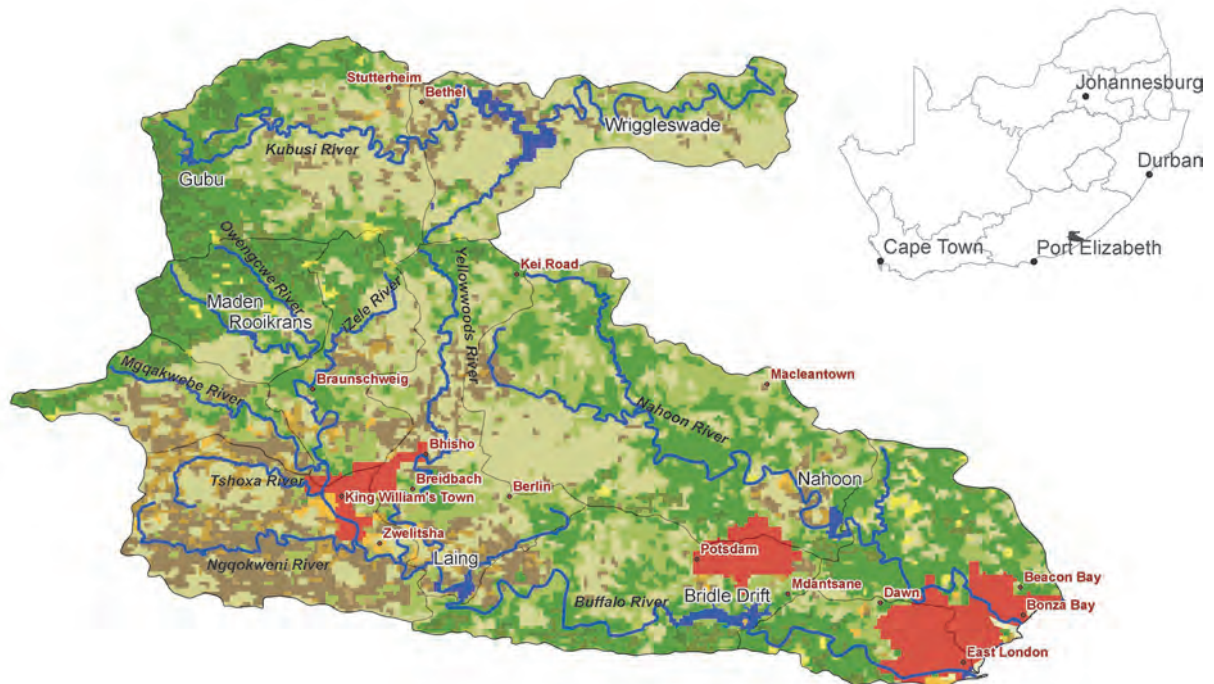 Stutterheim
Bethel
Wriggleswade
Kubusi River
Gubu
Johannesburg
Durban
Cape Town
Port Elizabeth
Owengcwe River
Kei Road
Yellowwoods River
Maden
Rooikrans
Zele River
Mgqakwebe River
Braunschweig
Macleantown
Nahoon River
Bhisho
Tshoxa River
Breidbach
Nahoon
King William's Town
Berlin
Zwelitsha
Potsdam
Laing
Ngqokweni River
Buffalo River
Bridle Drift
Mdantsane
Dawn
Beacon Bay
Bonza Bay
East London